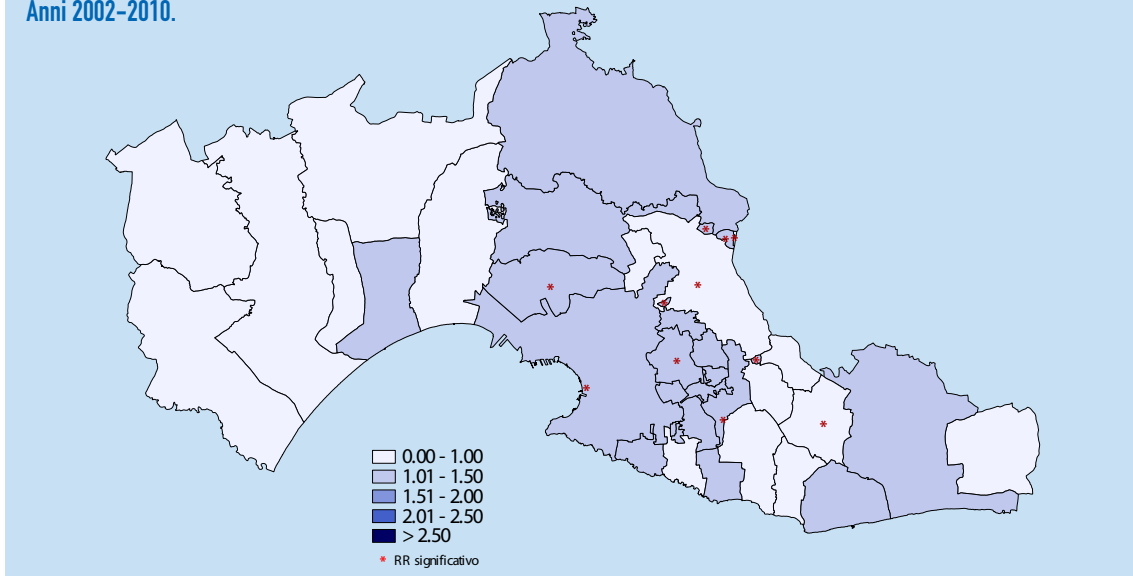 Anni 2002-2010.
0.00 - 1.00
1.01 - 1.50
1.51 - 2.00
2.01 - 2.50
> 2.50
* RR significativo